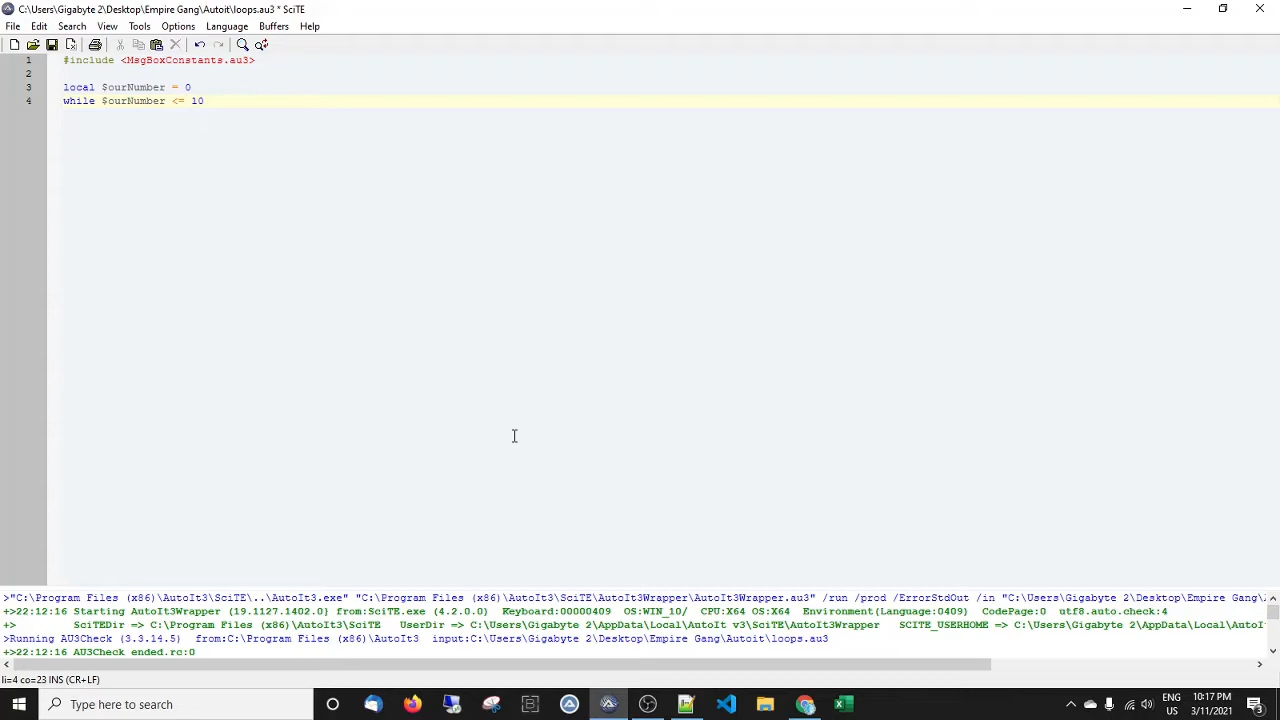 C:\Users\Gigabyte 2\Desktop\Empire Gang\Autoit\loops.au3 * SciTE
File Edit Search View Tools Options Language Buffers Help
1 #include <MsgBoxConstants.au3>
2
3 local $ourNumber = 0
4 while $ourNumber <= 10
>"C:\Program Files (x86)\AutoIt3\SciTE\..\AutoIt3.exe" "C:\Program Files (x86)\AutoIt3\SciTE\AutoIt3Wrapper\AutoIt3Wrapper.au3" /run /prod /ErrorStdOut /in "C:\Users\Gigabyte 2\Desktop\Empire Gang\
+>22:12:16 Starting AutoIt3Wrapper (19.1127.1402.0} from:SciTE.exe (4.2.0.0) Keyboard:00000409 OS:WIN_10/ CPU:X64 OS:X64 Environment(Language:0409) CodePage:0 utf8.auto.check:4
+> SciTEDir => C:\Program Files (x86)\AutoIt3\SciTE UserDir => C:\Users\Gigabyte 2\AppData\Local\AutoIt v3\SciTE\AutoIt3Wrapper SCITE_USERHOME => C:\Users\Gigabyte 2\AppData\Local\AutoI
>Running AU3Check (3.3.14.5) from:C:\Program Files (x86)\AutoIt3 input:C:\Users\Gigabyte 2\Desktop\Empire Gang\Autoit\loops.au3
+>22:12:16 AU3Check ended.rc:0
li=4 co=23 INS (CR+LF)
Type here to search
ENG
US
10:17 PM
3/11/2021
3